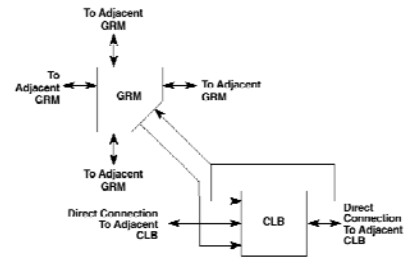 To Adjacent
GRM
To
Adjacent
GRM
GRM
To Adjacent
GRM
To Adjacent
GRM
Direct Connection
To Adjacent
CLB
CLB
Direct
Connection
To Adjacent
CLB